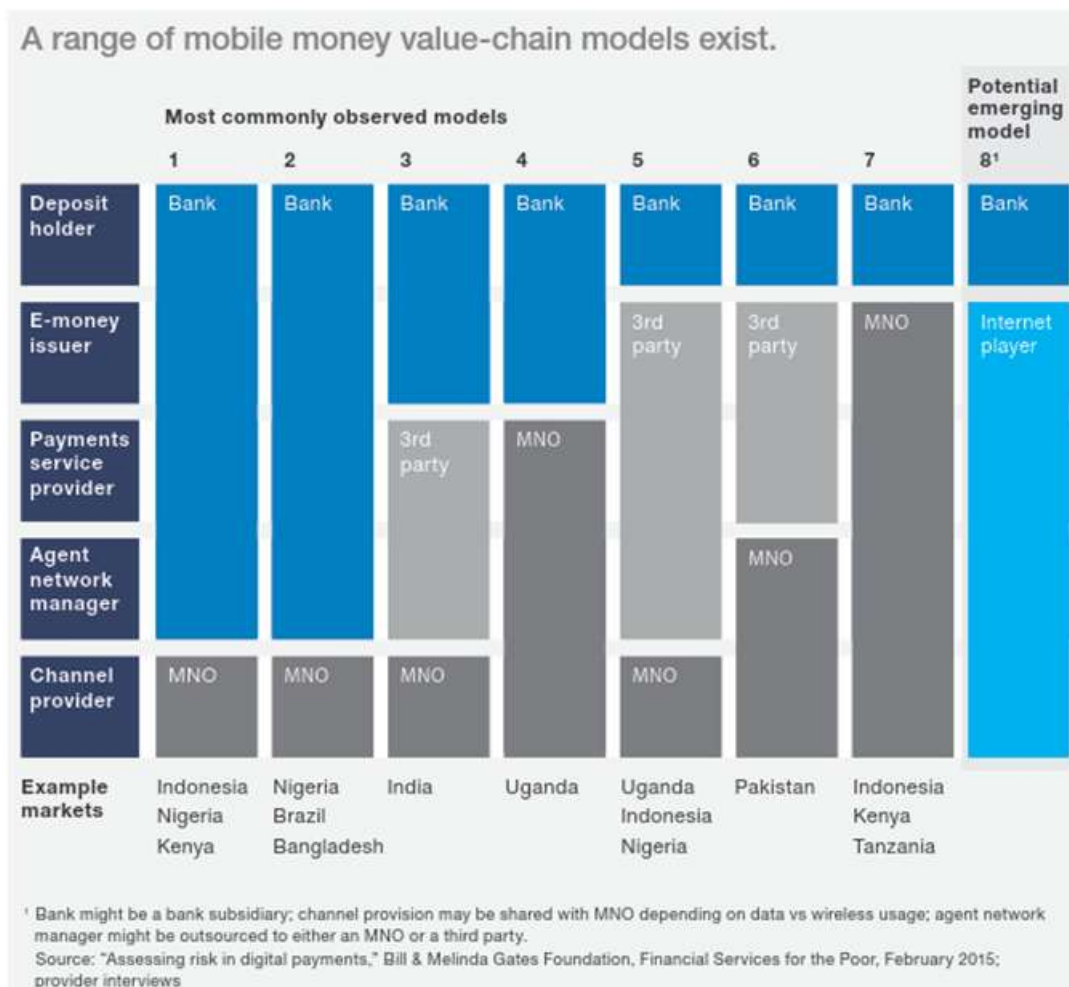 A range of mobile money value-chain models exist.
Most commonly observed models
Potential
emerging
model
1 2 3 4 5 6 7 8¹
Deposit
holder
Bank Bank Bank Bank Bank Bank Bank Bank
E-money
issuer
3rd
party
3rd
party
MNO
Internet
player
Payments
service
provider
3rd
party
MNO
Agent
network
manager
MNO
Channel
provider
MNO MNO MNO MNO
Example
markets
Indonesia
Nigeria
Kenya
Nigeria
Brazil
Bangladesh
India
Uganda
Uganda
Indonesia
Nigeria
Pakistan
Indonesia
Kenya
Tanzania
¹ Bank might be a bank subsidiary; channel provision may be shared with MNO depending on data vs wireless usage; agent network
manager might be outsourced to either an MNO or a third party.
Source: "Assessing risk in digital payments," Bill & Melinda Gates Foundation, Financial Services for the Poor, February 2015;
provider interviews